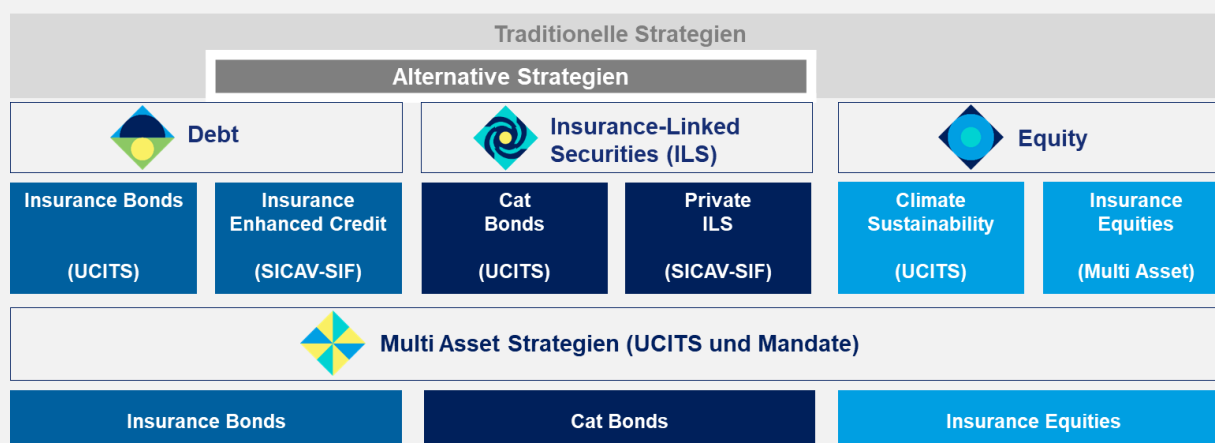 Traditionelle Strategien
Alternative Strategien
Debt
Insurance-Linked
Securities (ILS)
Equity
Insurance Bonds
(UCITS)
Insurance
Enhanced Credit
(SICAV-SIF)
Cat
Bonds
(UCITS)
Private
ILS
(SICAV-SIF)
Climate
Sustainability
(UCITS)
Insurance
Equities
(Multi Asset)
Multi Asset Strategien (UCITS und Mandate)
Insurance Bonds
Cat Bonds
Insurance Equities